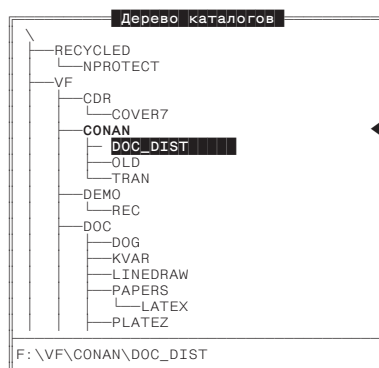 Дерево каталогов
\
RECYCLED
NPROTECT
VF
CDR
COVER7
CONAN
DOC_DIST
OLD
TRAN
DEMO
REC
DOC
DOG
KVAR
LINEDRAW
PAPERS
LATEX
PLATEZ
F:\VF\CONAN\DOC_DIST